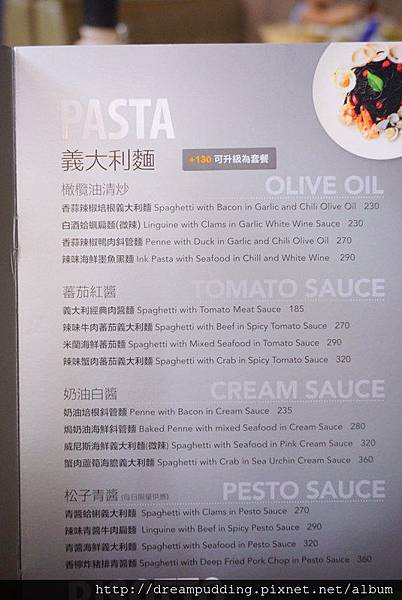 PASTA
義大利麵 +130 可升級為套餐
橄欖油清炒 OLIVE OIL
香蒜辣椒培根義大利麵 Spaghetti with Bacon in Garlic and Chili Olive Oil 230
白酒蛤蠣扁麵(微辣) Linguine with Clams in Garlic White Wine Sauce 230
香蒜辣椒鴨肉斜管麵 Penne with Duck in Garlic and Chili Olive Oil 270
辣味海鮮墨魚黑麵 Ink Pasta with Seafood in Chill and White Wine 290
蕃茄紅醬 TOMATO SAUCE
義大利經典肉醬麵 Spaghetti with Tomato Meat Sauce 185
辣味牛肉蕃茄義大利麵 Spaghetti with Beef in Spicy Tomato Sauce 270
米蘭海鮮蕃茄麵 Spaghetti with Mixed Seafood in Tomato Sauce 290
辣味蟹肉蕃茄義大利麵 Spaghetti with Crab in Spicy Tomato Sauce 320
奶油白醬 CREAM SAUCE
奶油培根斜管麵 Penne with Bacon in Cream Sauce 235
焗奶油海鮮斜管麵 Baked Penne with mixed Seafood in Cream Sauce 280
威尼斯海鮮義大利麵(微辣) Spaghetti with Seafood in Pink Cream Sauce 320
蟹肉蘆筍海膽義大利麵 Spaghetti with Crab in Sea Urchin Cream Sauce 360
松子青醬 (每日限量供應) PESTO SAUCE
青醬蛤蜊義大利麵 Spaghetti with Clams in Pesto Sauce 270
辣味青醬牛肉扁麵 Linguine with Beef in Spicy Pesto Sauce 290
青醬海鮮義大利麵 Spaghetti with Seafood in Pesto Sauce 320
香檸炸豬排青醬麵 Spaghetti with Deep Fried Pork Chop in Pesto Sauce 360
http://dreampudding.pixnet.net/album